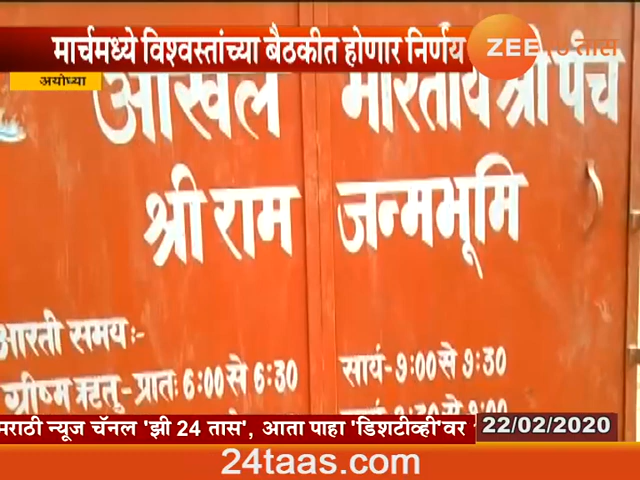 मार्चमध्ये विश्वस्तांच्या बैठकीत होणार निर्णय
ZEE तास
अयोध्या
अखिल भारतीय श्री पंच
श्री राम जन्मभूमि
आरती समय:-
ग्रीष्म ऋतु - प्रातः 6:00 से 6:30
सायं - 9:00 से 9:30
मराठी न्यूज चॅनल 'झी 24 तास', आता पाहा 'डिशटीव्ही'वर
22/02/2020
24taas.com